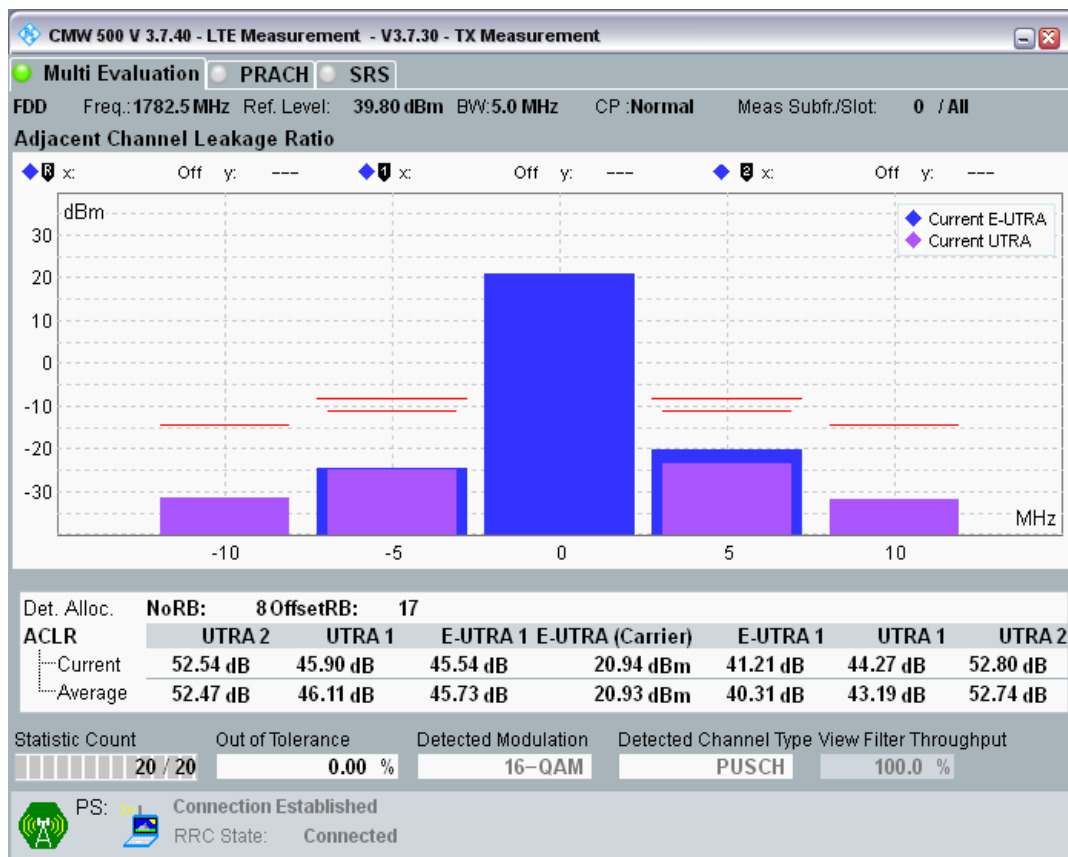 CMW 500 V 3.7.40 - LTE Measurement - V3.7.30 - TX Measurement
Multi Evaluation PRACH SRS
FDD Freq.: 1782.5 MHz Ref. Level: 39.80 dBm BW: 5.0 MHz CP : Normal Meas Subfr./Slot: 0 / All
Adjacent Channel Leakage Ratio
R x: Off y: --- 1 x: Off y: --- 2 x: Off y: ---
dBm
Current E-UTRA
Current UTRA
30
20
10
0
-10
-20
-30
MHz
-10 -5 0 5 10
Det. Alloc. NoRB: 8 OffsetRB: 17
ACLR UTRA 2 UTRA 1 E-UTRA 1 E-UTRA (Carrier) E-UTRA 1 UTRA 1 UTRA 2
Current 52.54 dB 45.90 dB 45.54 dB 20.94 dBm 41.21 dB 44.27 dB 52.80 dB
Average 52.47 dB 46.11 dB 45.73 dB 20.93 dBm 40.31 dB 43.19 dB 52.74 dB
Statistic Count Out of Tolerance Detected Modulation Detected Channel Type View Filter Throughput
20 / 20 0.00 % 16-QAM PUSCH 100.0 %
PS: Connection Established
RRC State: Connected